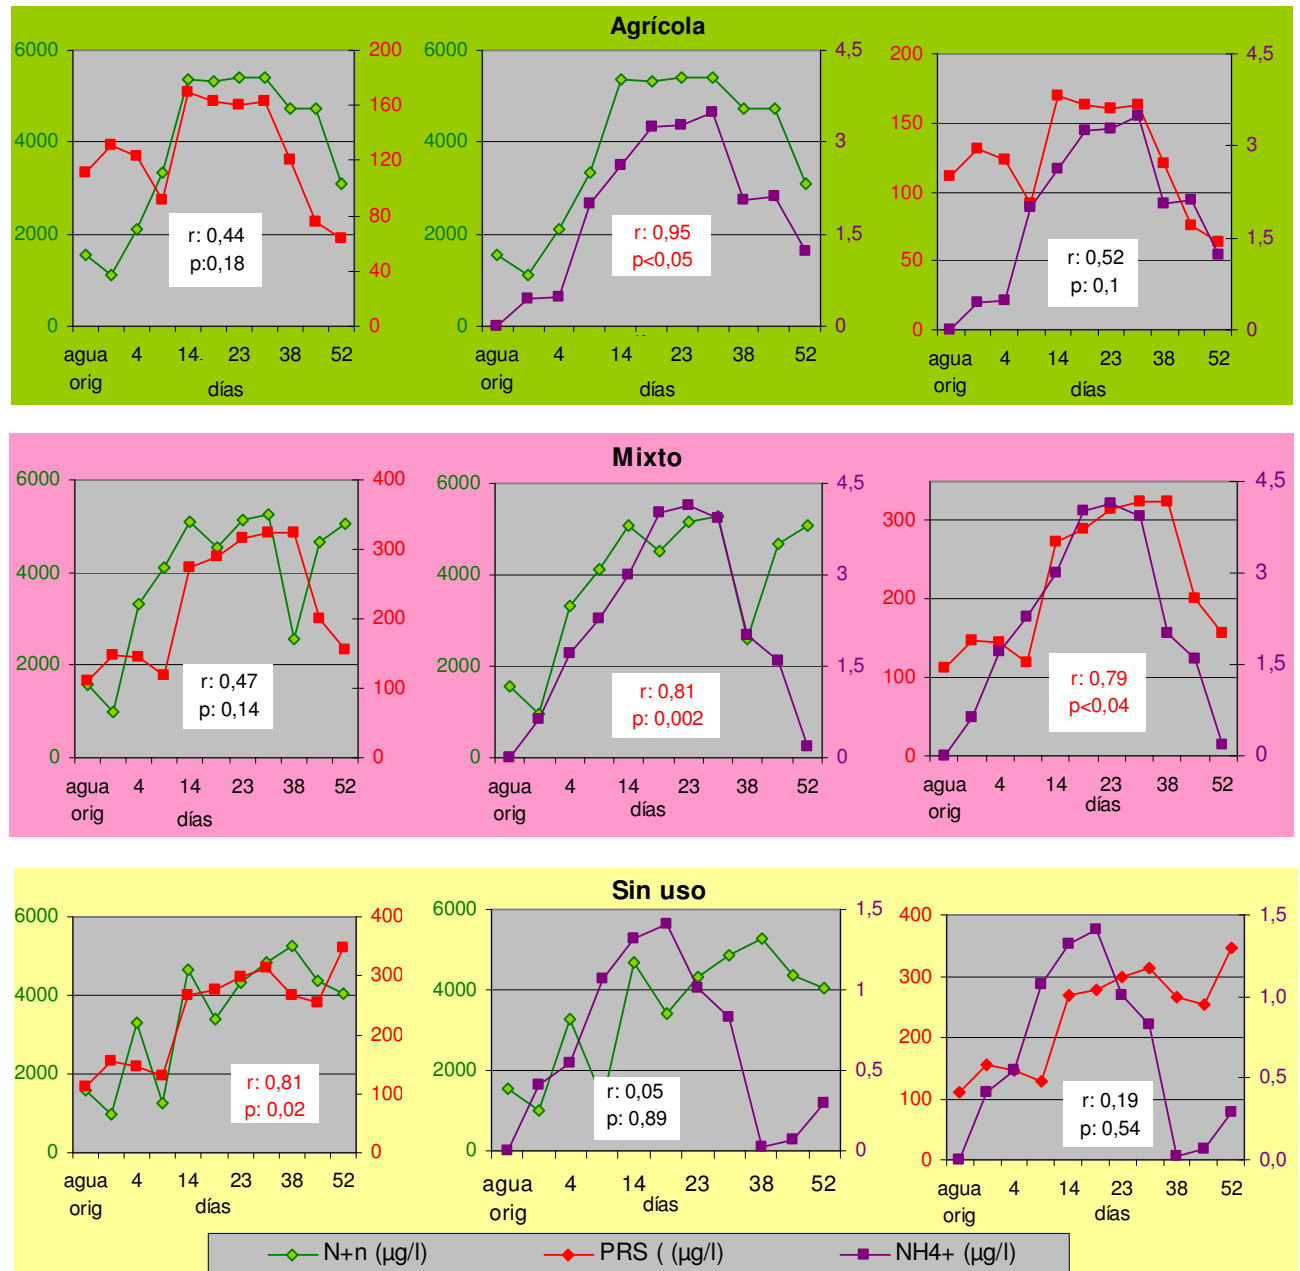 Agrícola
6000
4000
2000
0
200
160
120
80
40
0
r: 0,44
p:0,18
agua 4 14. 23 38 52
orig
días
6000
4000
2000
0
4,5
3
1,5
0
r: 0,95
p<0,05
agua 4 14 23 38 52
orig
días
200
150
100
50
0
4,5
3
1,5
0
r: 0,52
p: 0,1
agua 4 14 23 38 52
orig
días
Mixto
6000
4000
2000
0
400
300
200
100
0
r: 0,47
p: 0,14
agua 4 14 23 38 52
orig
días
6000
4000
2000
0
4,5
3
1,5
0
r: 0,81
p: 0,002
agua 4 14 23 38 52
orig
días
300
200
100
0
4,5
3
1,5
0
r: 0,79
p<0,04
agua 4 14 23 38 52
orig
días
Sin uso
6000
4000
2000
0
400
300
200
100
0
r: 0,81
p: 0,02
agua 4 14 23 38 52
orig
días
6000
4000
2000
0
1,5
1
0,5
0
r: 0,05
p: 0,89
agua 4 14 23 38 52
orig
días
400
300
200
100
0
1,5
1,0
0,5
0,0
r: 0,19
p: 0,54
agua 4 14 23 38 52
orig
días
N+n (µg/l) PRS ( (µg/l) NH4+ (µg/l)